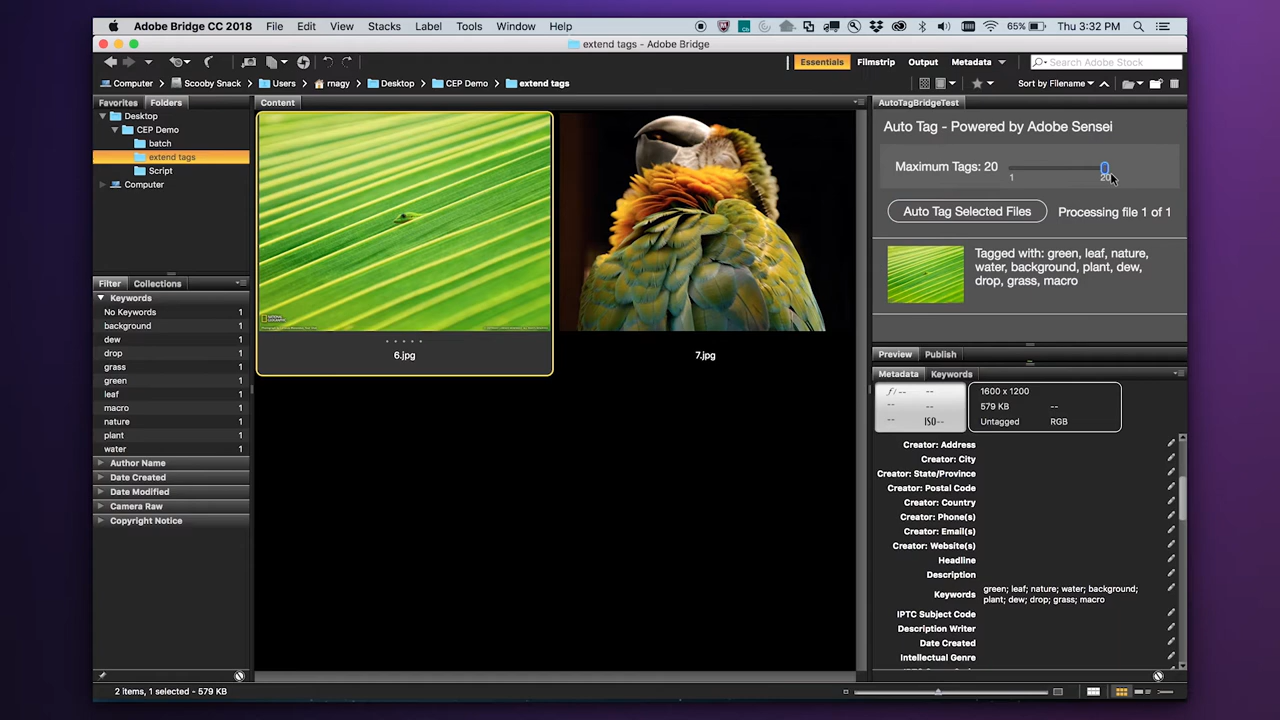 Adobe Bridge CC 2018 File Edit View Stacks Label Tools Window Help 65% Thu 3:32 PM
extend tags - Adobe Bridge
Essentials Filmstrip Output Metadata Search Adobe Stock
Computer Scooby Snack Users rnagy Desktop CEP Demo extend tags Sort by Filename
Favorites Folders
Desktop
CEP Demo
batch
extend tags
Script
Computer
Filter Collections
Keywords
No Keywords 1
background 1
dew 1
drop 1
grass 1
green 1
leaf 1
macro 1
nature 1
plant 1
water 1
Author Name
Date Created
Date Modified
Camera Raw
Copyright Notice
Content
6.jpg
7.jpg
AutoTagBridgeTest
Auto Tag - Powered by Adobe Sensei
Maximum Tags: 20
1 20
Auto Tag Selected Files Processing file 1 of 1
Tagged with: green, leaf, nature,
water, background, plant, dew,
drop, grass, macro
Preview Publish
Metadata Keywords
ƒ/-- --
-- --
-- ISO--
1600 x 1200
579 KB --
Untagged RGB
Creator: Address
Creator: City
Creator: State/Province
Creator: Postal Code
Creator: Country
Creator: Phone(s)
Creator: Email(s)
Creator: Website(s)
Headline
Description
Keywords green; leaf; nature; water; background;
plant; dew; drop; grass; macro
IPTC Subject Code
Description Writer
Date Created
Intellectual Genre
2 items, 1 selected - 579 KB